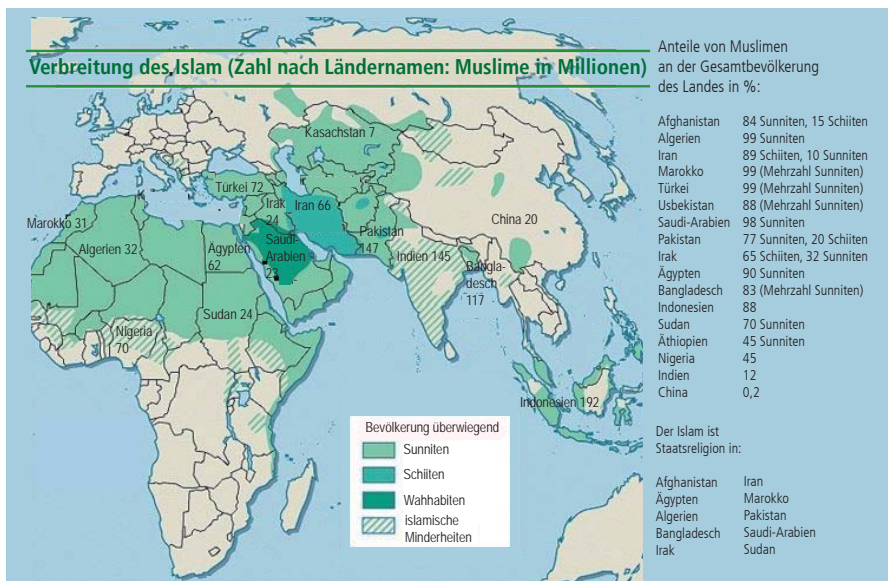 Verbreitung des Islam (Zahl nach Ländernamen: Muslime in Millionen)
Kasachstan 7
Türkei 72
Irak
24
Iran 66
China 20
Marokko 31
Algerien 32
Ägypten
62
Saudi-
Arabien
23
Pakistan
147
Indien 145
Bangla-
desch
117
Sudan 24
Nigeria
70
Indonesien 192
Bevölkerung überwiegend
Sunniten
Schiiten
Wahhabiten
islamische
Minderheiten
Anteile von Muslimen
an der Gesamtbevölkerung
des Landes in %:
Afghanistan 84 Sunniten, 15 Schiiten
Algerien 99 Sunniten
Iran 89 Schiiten, 10 Sunniten
Marokko 99 (Mehrzahl Sunniten)
Türkei 99 (Mehrzahl Sunniten)
Usbekistan 88 (Mehrzahl Sunniten)
Saudi-Arabien 98 Sunniten
Pakistan 77 Sunniten, 20 Schiiten
Irak 65 Schiiten, 32 Sunniten
Ägypten 90 Sunniten
Bangladesch 83 (Mehrzahl Sunniten)
Indonesien 88
Sudan 70 Sunniten
Äthiopien 45 Sunniten
Nigeria 45
Indien 12
China 0,2
Der Islam ist
Staatsreligion in:
Afghanistan Iran
Ägypten Marokko
Algerien Pakistan
Bangladesch Saudi-Arabien
Irak Sudan